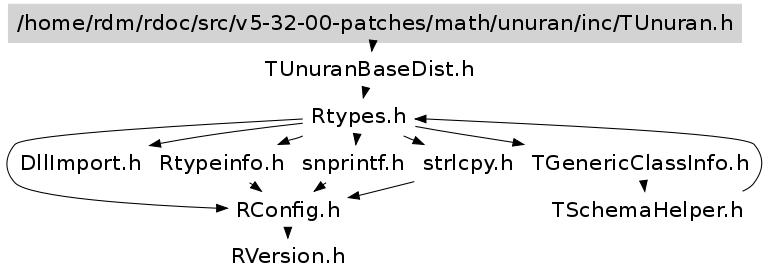 /home/rdm/rdoc/src/v5-32-00-patches/math/unuran/inc/TUnuran.h
TUnuranBaseDist.h
Rtypes.h
DllImport.h Rtypeinfo.h snprintf.h strlcpy.h TGenericClassInfo.h
RConfig.h TSchemaHelper.h
RVersion.h